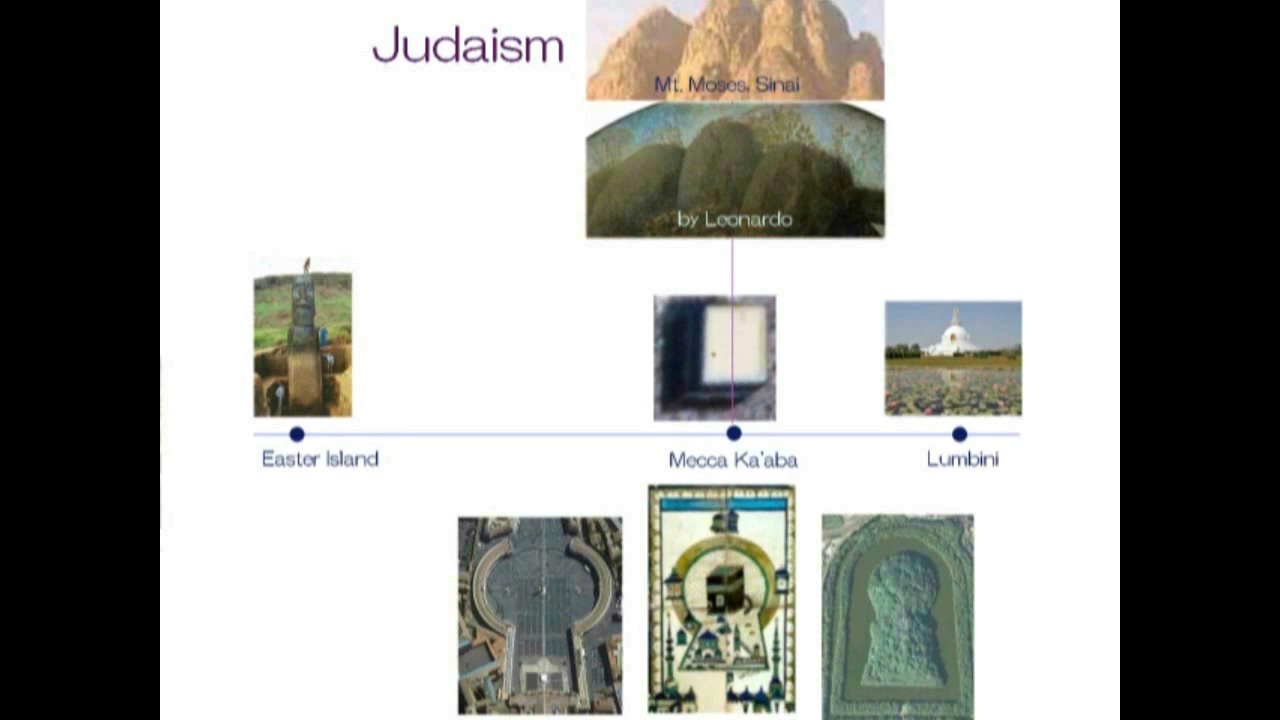 Judaism
Mt. Moses, Sinai
by Leonardo
Easter Island
Mecca Ka'aba
Lumbini